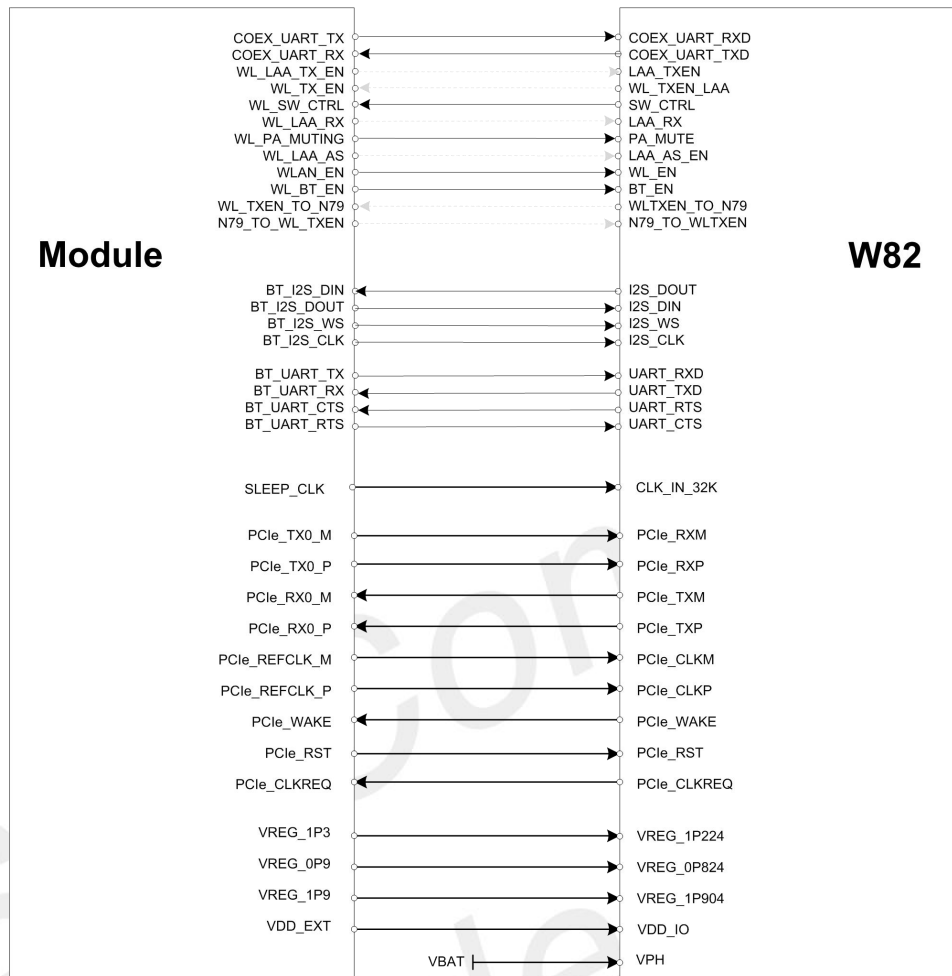 COEX_UART_TX COEX_UART_RXD
COEX_UART_RX COEX_UART_TXD
WL_LAA_TX_EN LAA_TXEN
WL_TX_EN WL_TXEN_LAA
WL_SW_CTRL SW_CTRL
WL_LAA_RX LAA_RX
WL_PA_MUTING PA_MUTE
WL_LAA_AS LAA_AS_EN
WLAN_EN WL_EN
WL_BT_EN BT_EN
WL_TXEN_TO_N79 WLTXEN_TO_N79
N79_TO_WL_TXEN N79_TO_WLTXEN
Module W82
BT_I2S_DIN I2S_DOUT
BT_I2S_DOUT I2S_DIN
BT_I2S_WS I2S_WS
BT_I2S_CLK I2S_CLK
BT_UART_TX UART_RXD
BT_UART_RX UART_TXD
BT_UART_CTS UART_RTS
BT_UART_RTS UART_CTS
SLEEP_CLK CLK_IN_32K
PCIe_TX0_M PCIe_RXM
PCIe_TX0_P PCIe_RXP
PCIe_RX0_M PCIe_TXM
PCIe_RX0_P PCIe_TXP
PCIe_REFCLK_M PCIe_CLKM
PCIe_REFCLK_P PCIe_CLKP
PCIe_WAKE PCIe_WAKE
PCIe_RST PCIe_RST
PCIe_CLKREQ PCIe_CLKREQ
VREG_1P3 VREG_1P224
VREG_0P9 VREG_0P824
VREG_1P9 VREG_1P904
VDD_EXT VDD_IO
VBAT VPH